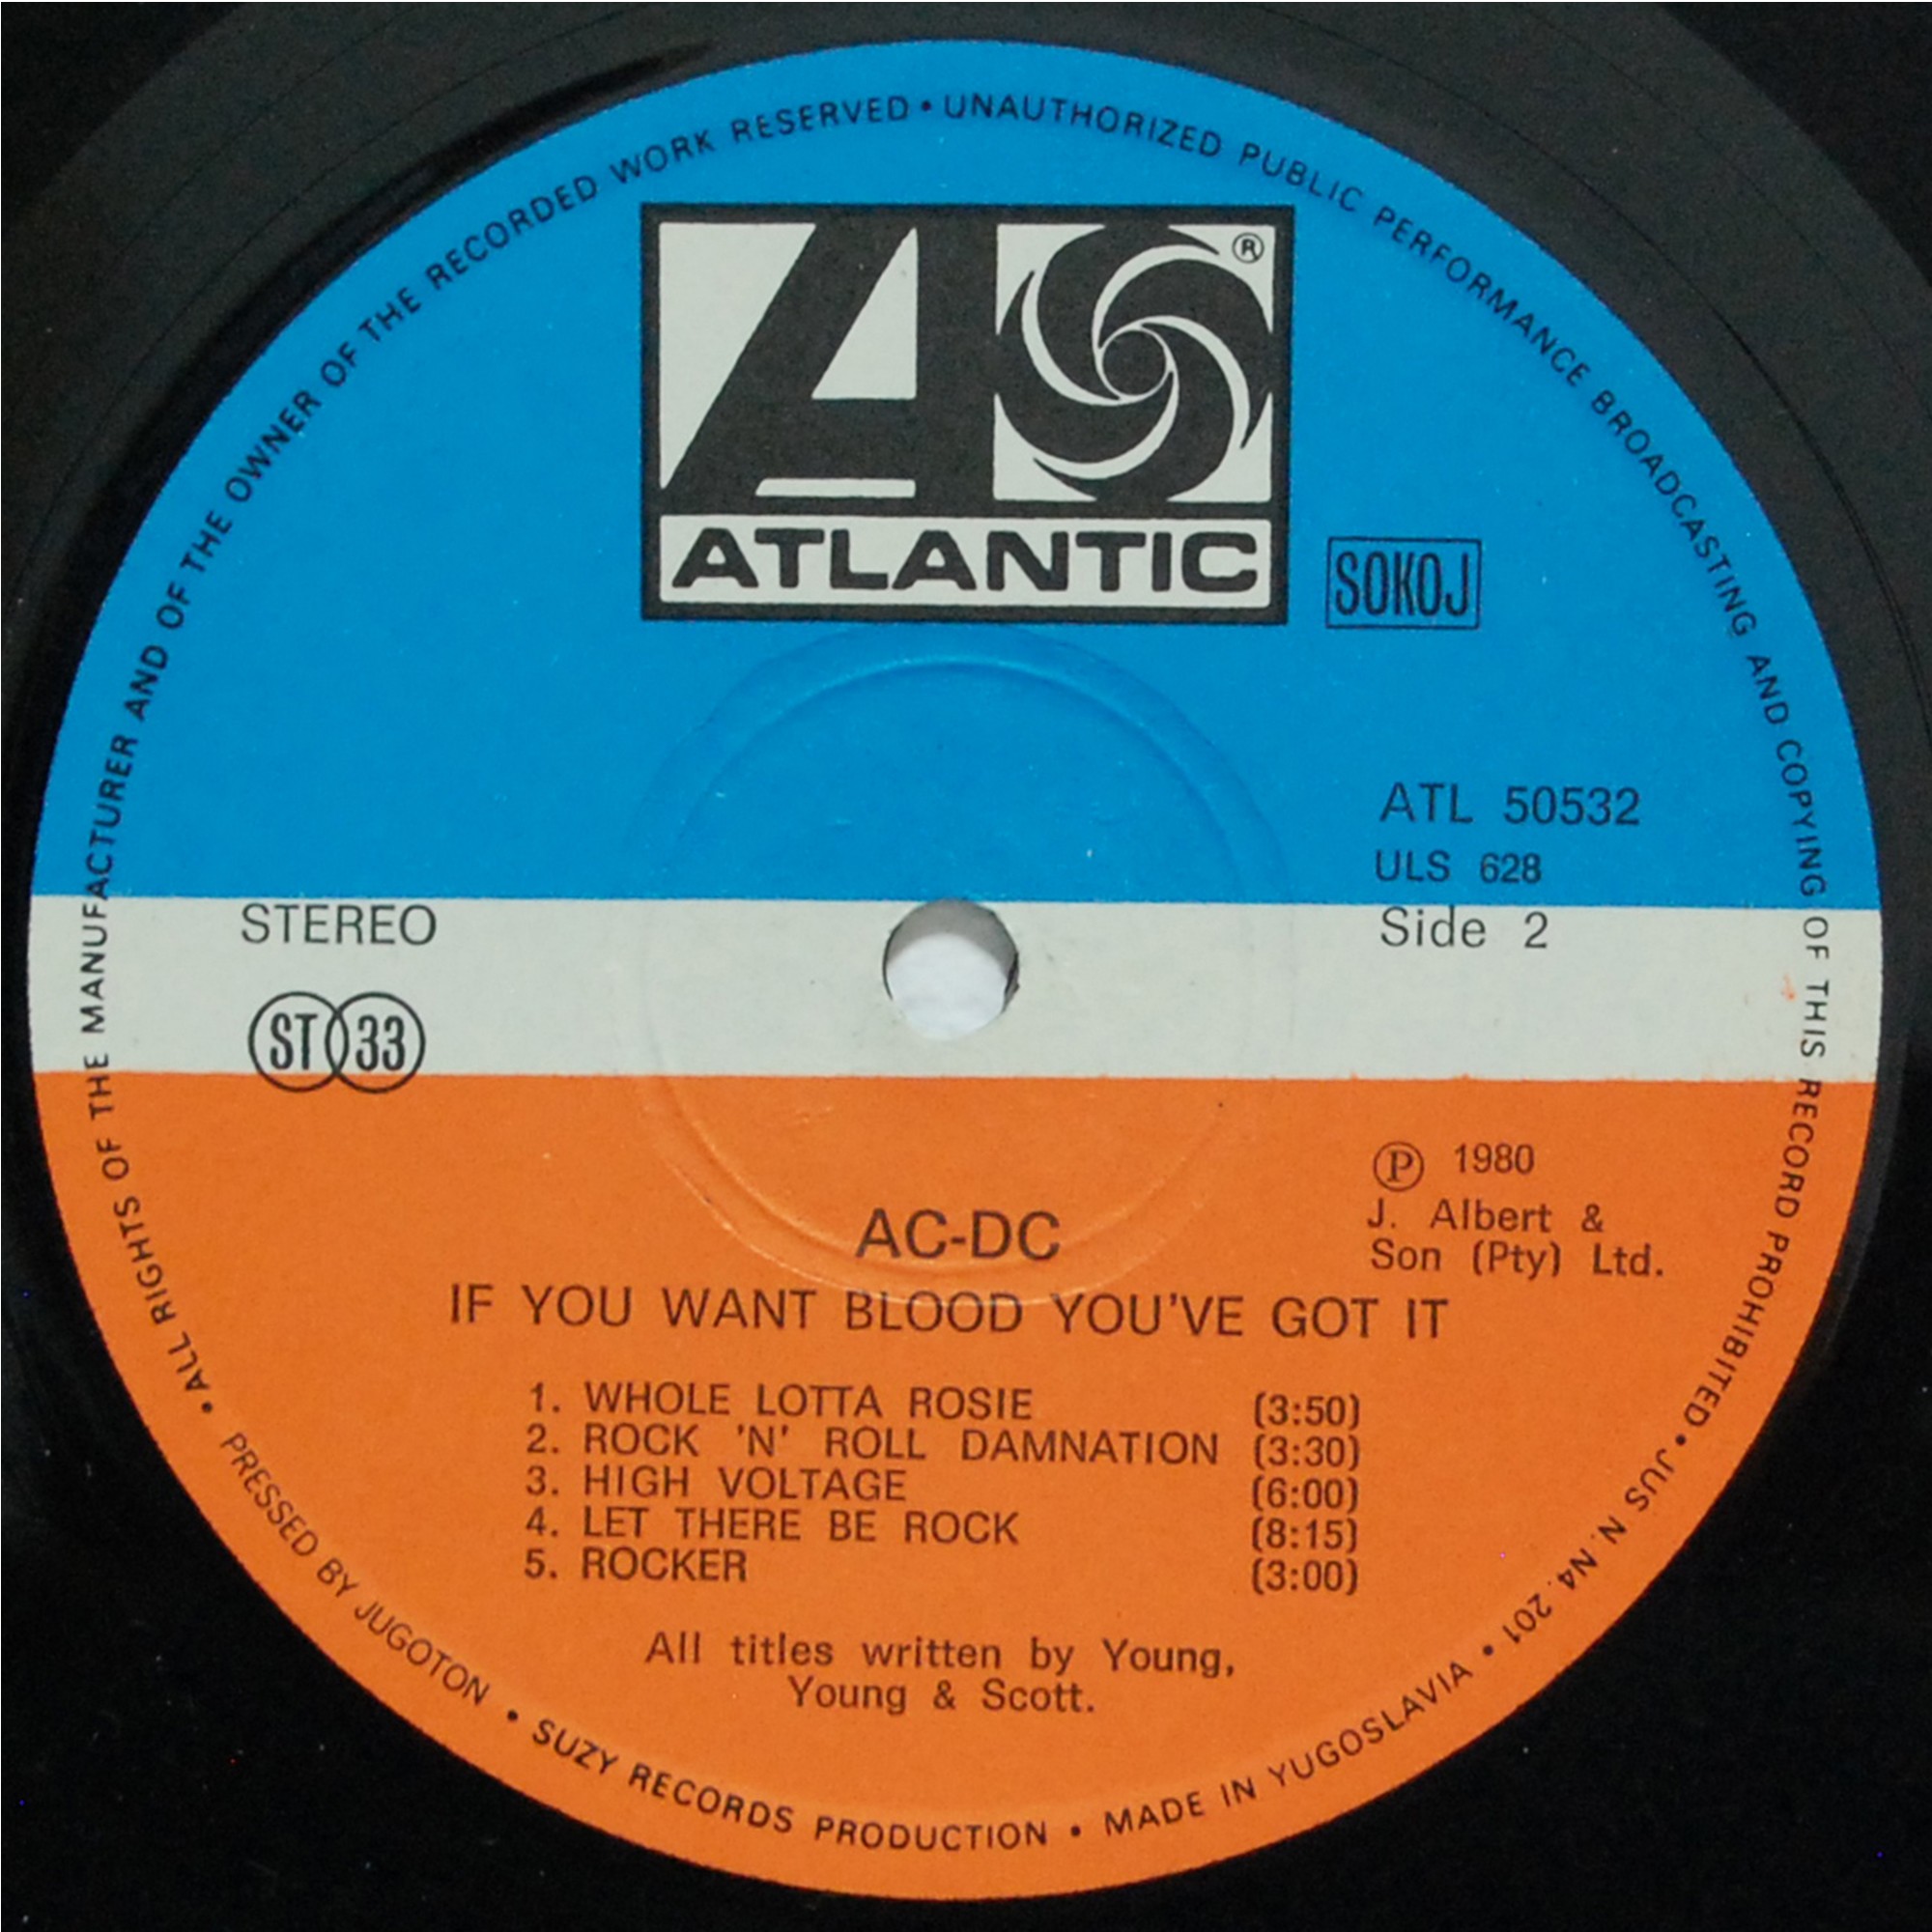 ALL RIGHTS OF THE MANUFACTURER AND OF THE OWNER OF THE RECORDED WORK RESERVED • UNAUTHORIZED PUBLIC PERFORMANCE BROADCASTING AND COPYING OF THIS RECORD PROHIBITED • JUS N. N4. 201 •
®
ATLANTIC
SOKOJ
ATL 50532
ULS 628
STEREO
Side 2
ST 33
Ⓟ 1980
J. Albert &
Son (Pty) Ltd.
AC-DC
IF YOU WANT BLOOD YOU'VE GOT IT
1. WHOLE LOTTA ROSIE (3:50)
2. ROCK 'N' ROLL DAMNATION (3:30)
3. HIGH VOLTAGE (6:00)
4. LET THERE BE ROCK (8:15)
5. ROCKER (3:00)
All titles written by Young,
Young & Scott.
PRESSED BY JUGOTON • SUZY RECORDS PRODUCTION • MADE IN YUGOSLAVIA